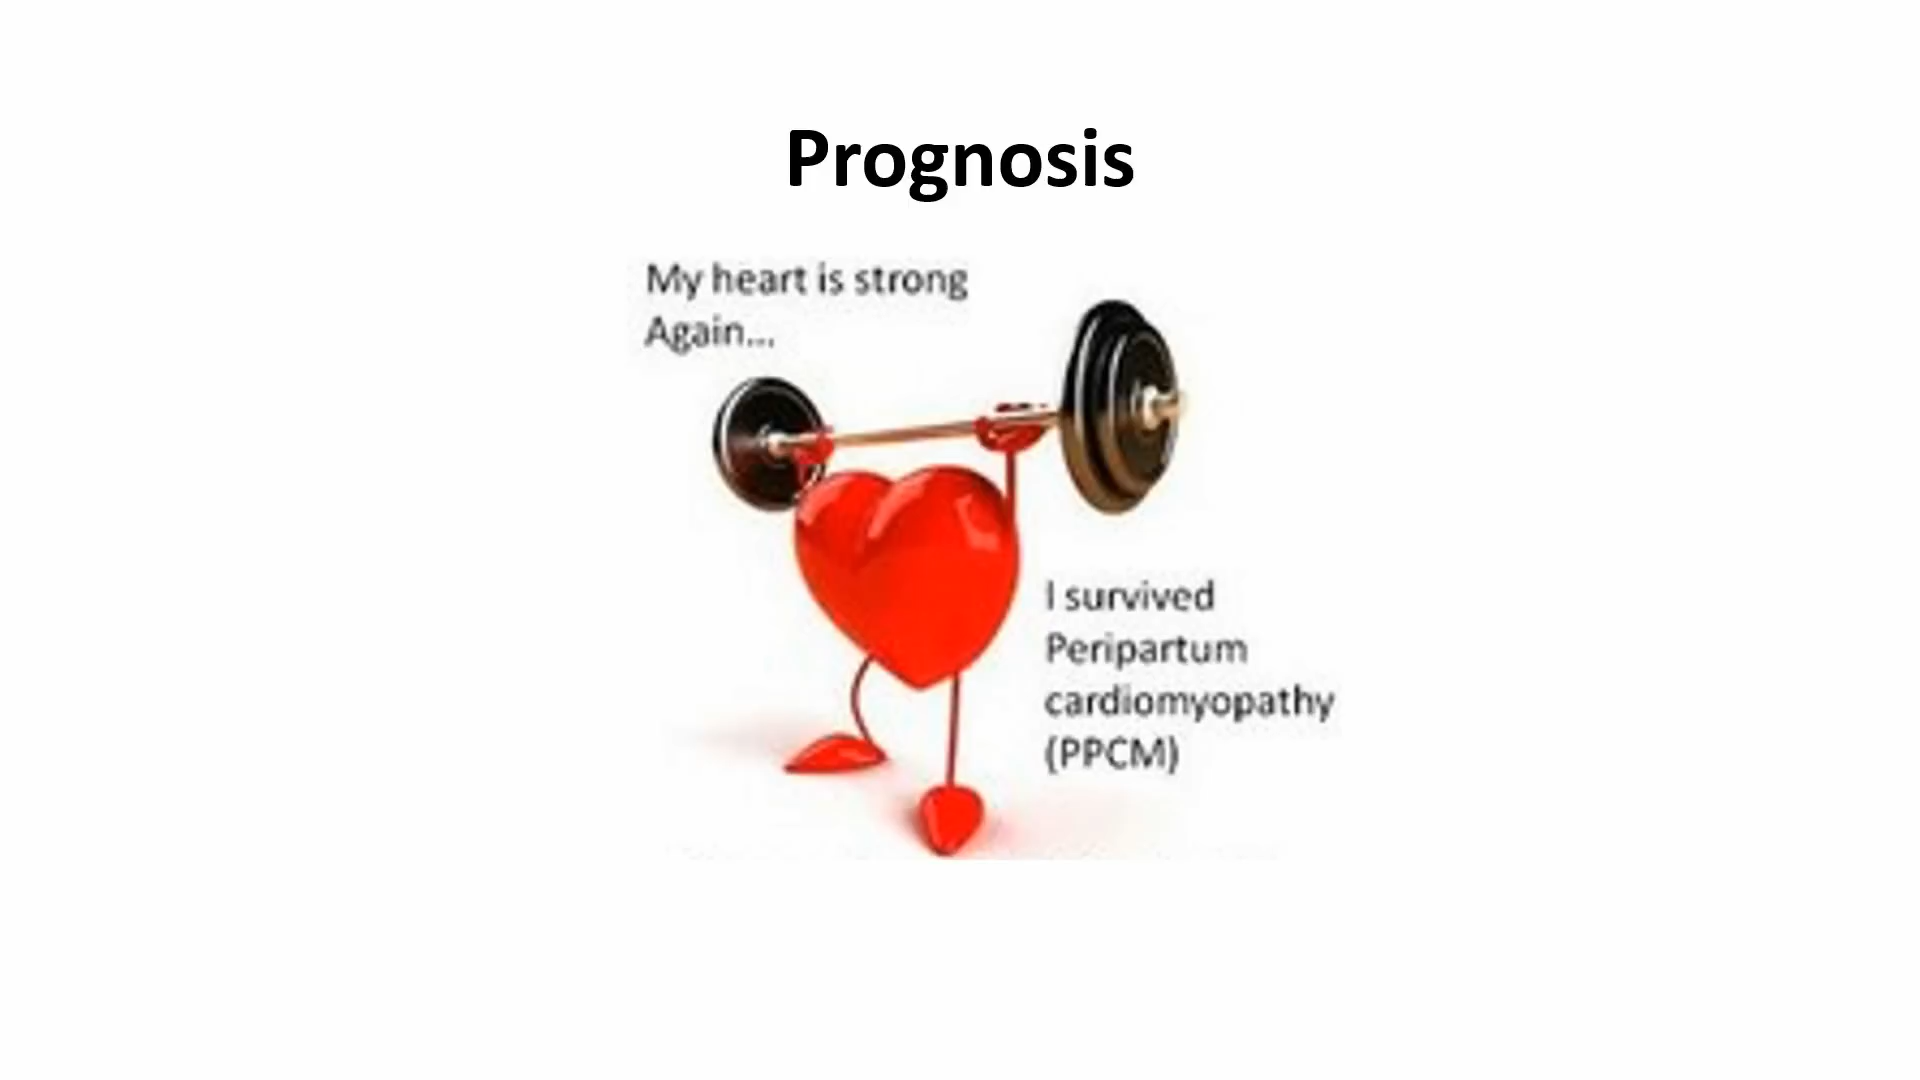 Prognosis
My heart is strong
Again...
I survived
Peripartum
cardiomyopathy
(PPCM)